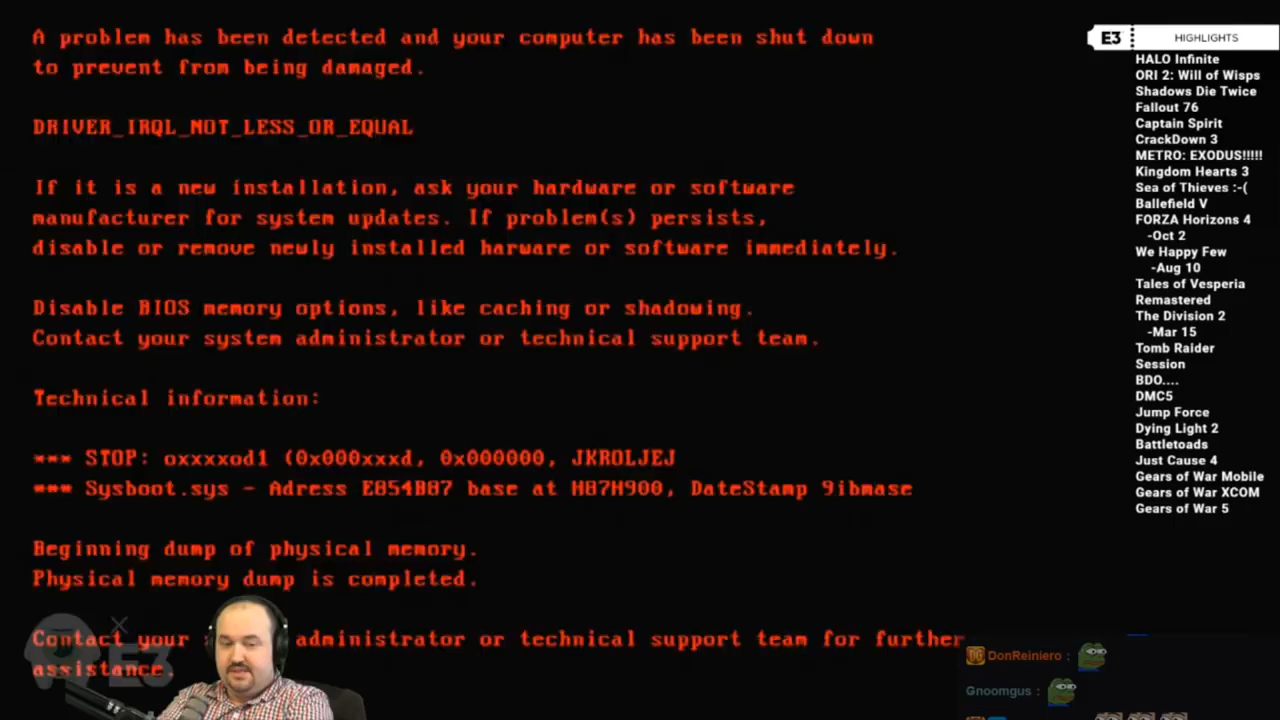 A problem has been detected and your computer has been shut down
to prevent from being damaged.
DRIVER_IRQL_NOT_LESS_OR_EQUAL
If it is a new installation, ask your hardware or software
manufacturer for system updates. If problem(s) persists,
disable or remove newly installed harware or software immediately.
Disable BIOS memory options, like caching or shadowing.
Contact your system administrator or technical support team.
Technical information:
*** STOP: oxxxxod1 (0x000xxxd, 0x000000, JKROLJEJ
*** Sysboot.sys - Adress E854B87 base at H87H900, DateStamp 9ibmase
Beginning dump of physical memory.
Physical memory dump is completed.
Contact your administrator or technical support team for further
assistance.
E3
E3 HIGHLIGHTS
HALO Infinite
ORI 2: Will of Wisps
Shadows Die Twice
Fallout 76
Captain Spirit
CrackDown 3
METRO: EXODUS!!!!!
Kingdom Hearts 3
Sea of Thieves :-(
Ballefield V
FORZA Horizons 4
-Oct 2
We Happy Few
-Aug 10
Tales of Vesperia
Remastered
The Division 2
-Mar 15
Tomb Raider
Session
BDO....
DMC5
Jump Force
Dying Light 2
Battletoads
Just Cause 4
Gears of War Mobile
Gears of War XCOM
Gears of War 5
DonReiniero :
Gnoomgus :